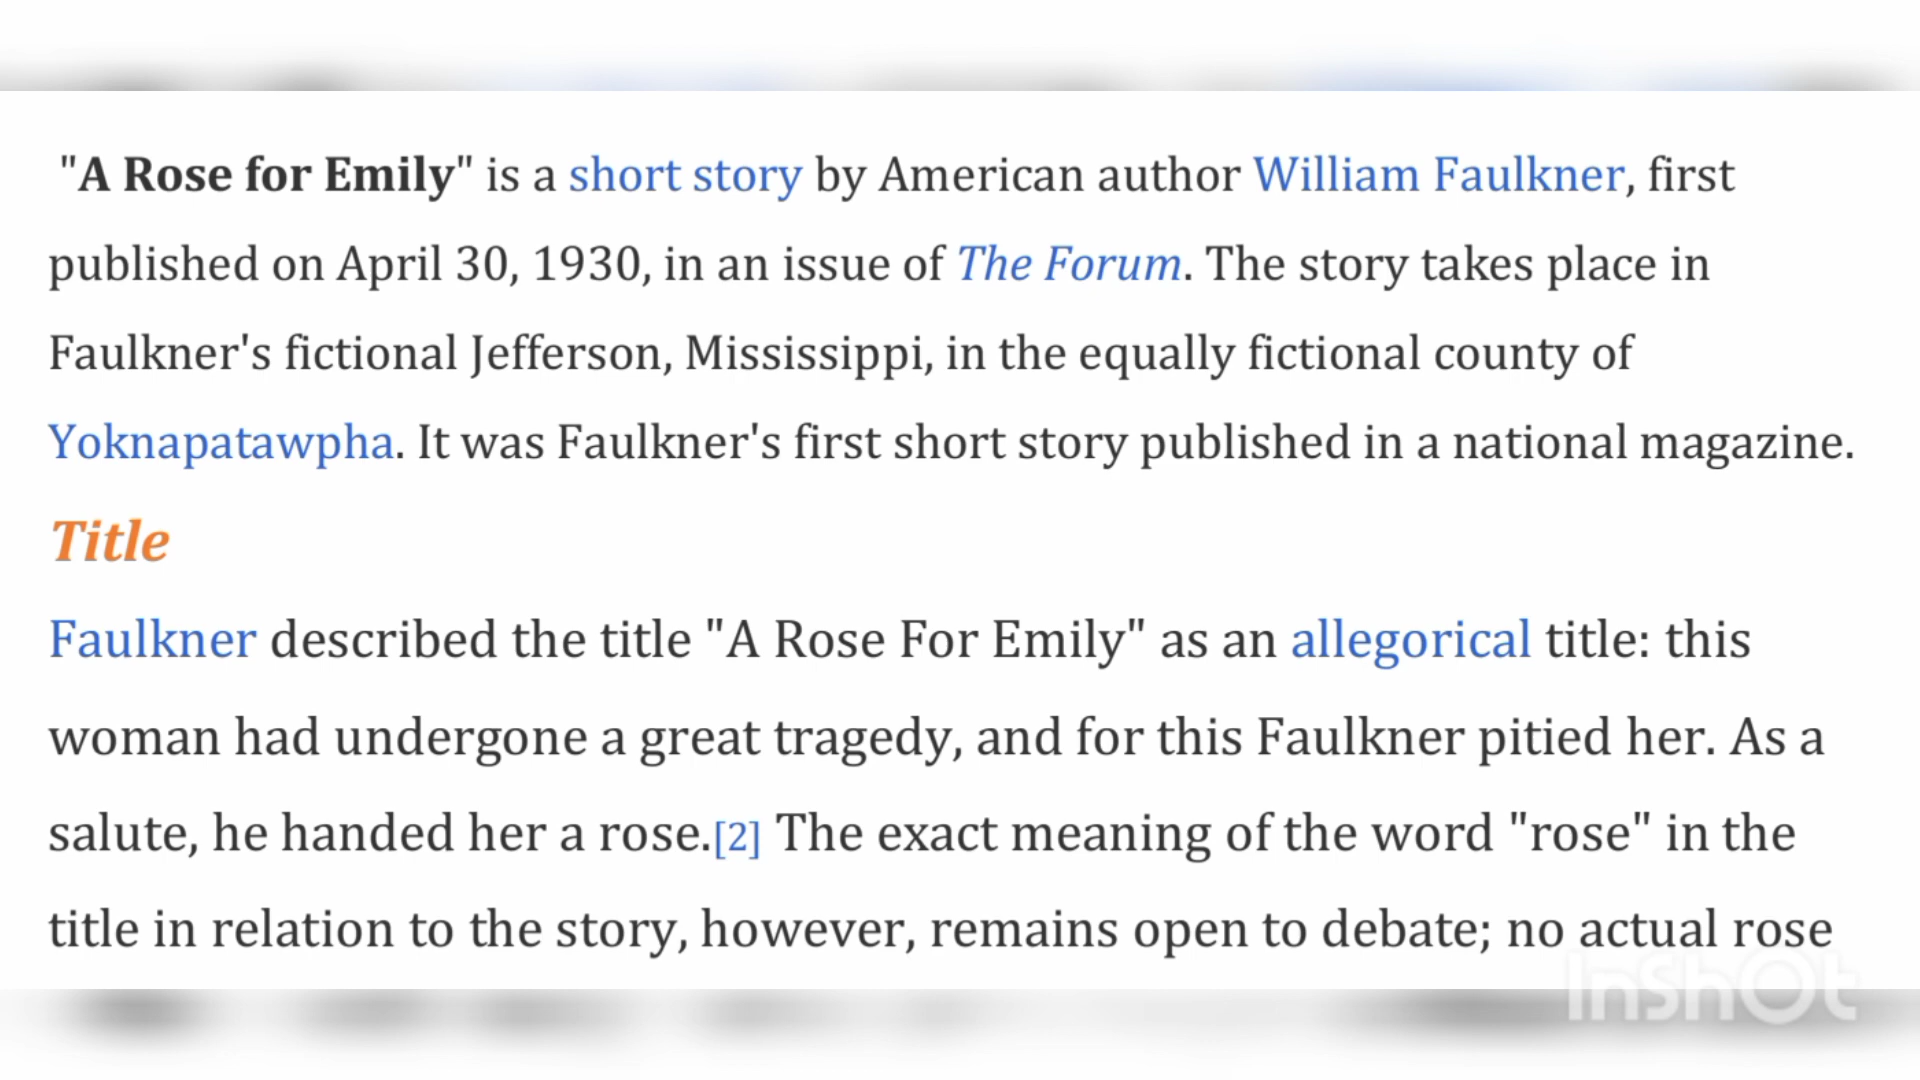 "A Rose for Emily" is a short story by American author William Faulkner, first
published on April 30, 1930, in an issue of The Forum. The story takes place in
Faulkner's fictional Jefferson, Mississippi, in the equally fictional county of
Yoknapatawpha. It was Faulkner's first short story published in a national magazine.
Title
Faulkner described the title "A Rose For Emily" as an allegorical title: this
woman had undergone a great tragedy, and for this Faulkner pitied her. As a
salute, he handed her a rose.[2] The exact meaning of the word "rose" in the
title in relation to the story, however, remains open to debate; no actual rose
InShOt